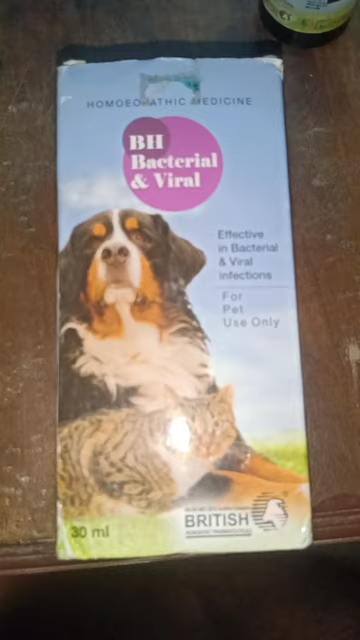 HOMOEOPATHIC MEDICINE
BH
Bacterial
& Viral
Effective
in Bacterial
& Viral
infections
For
Pet
Use Only
30 ml
BRITISH